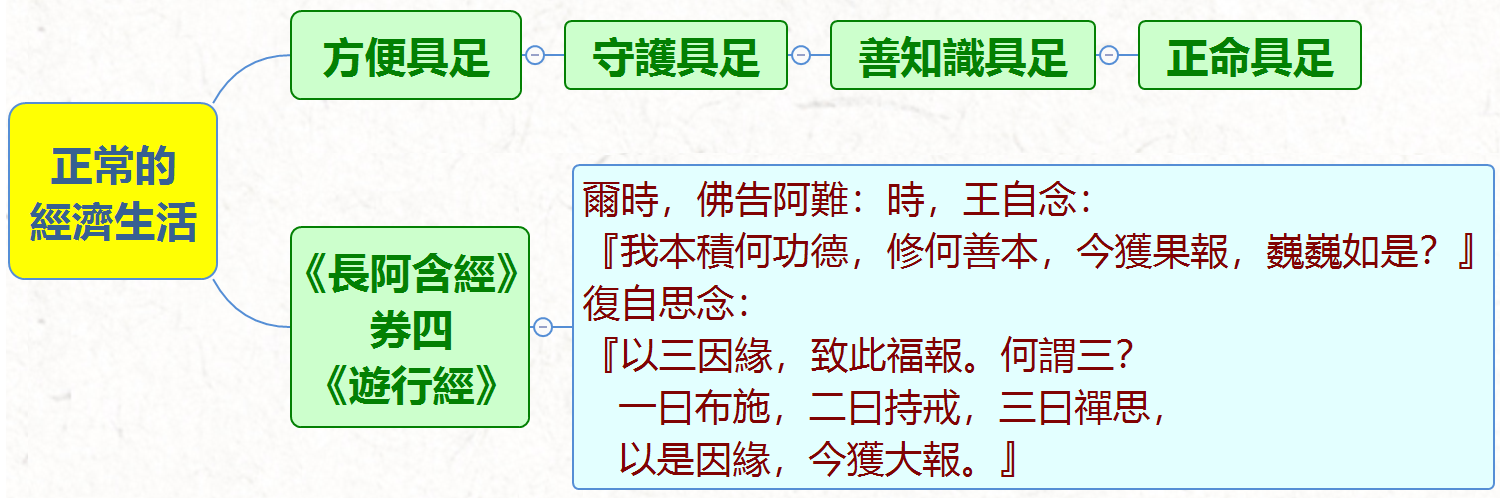 正常的
經濟生活
方便具足
守護具足
善知識具足
正命具足
《長阿含經》
券四
《遊行經》
爾時，佛告阿難：時，王自念：
『我本積何功德，修何善本，今獲果報，巍巍如是？』
復自思念：
『以三因緣，致此福報。何謂三？
一曰布施，二曰持戒，三曰禪思，
以是因緣，今獲大報。』